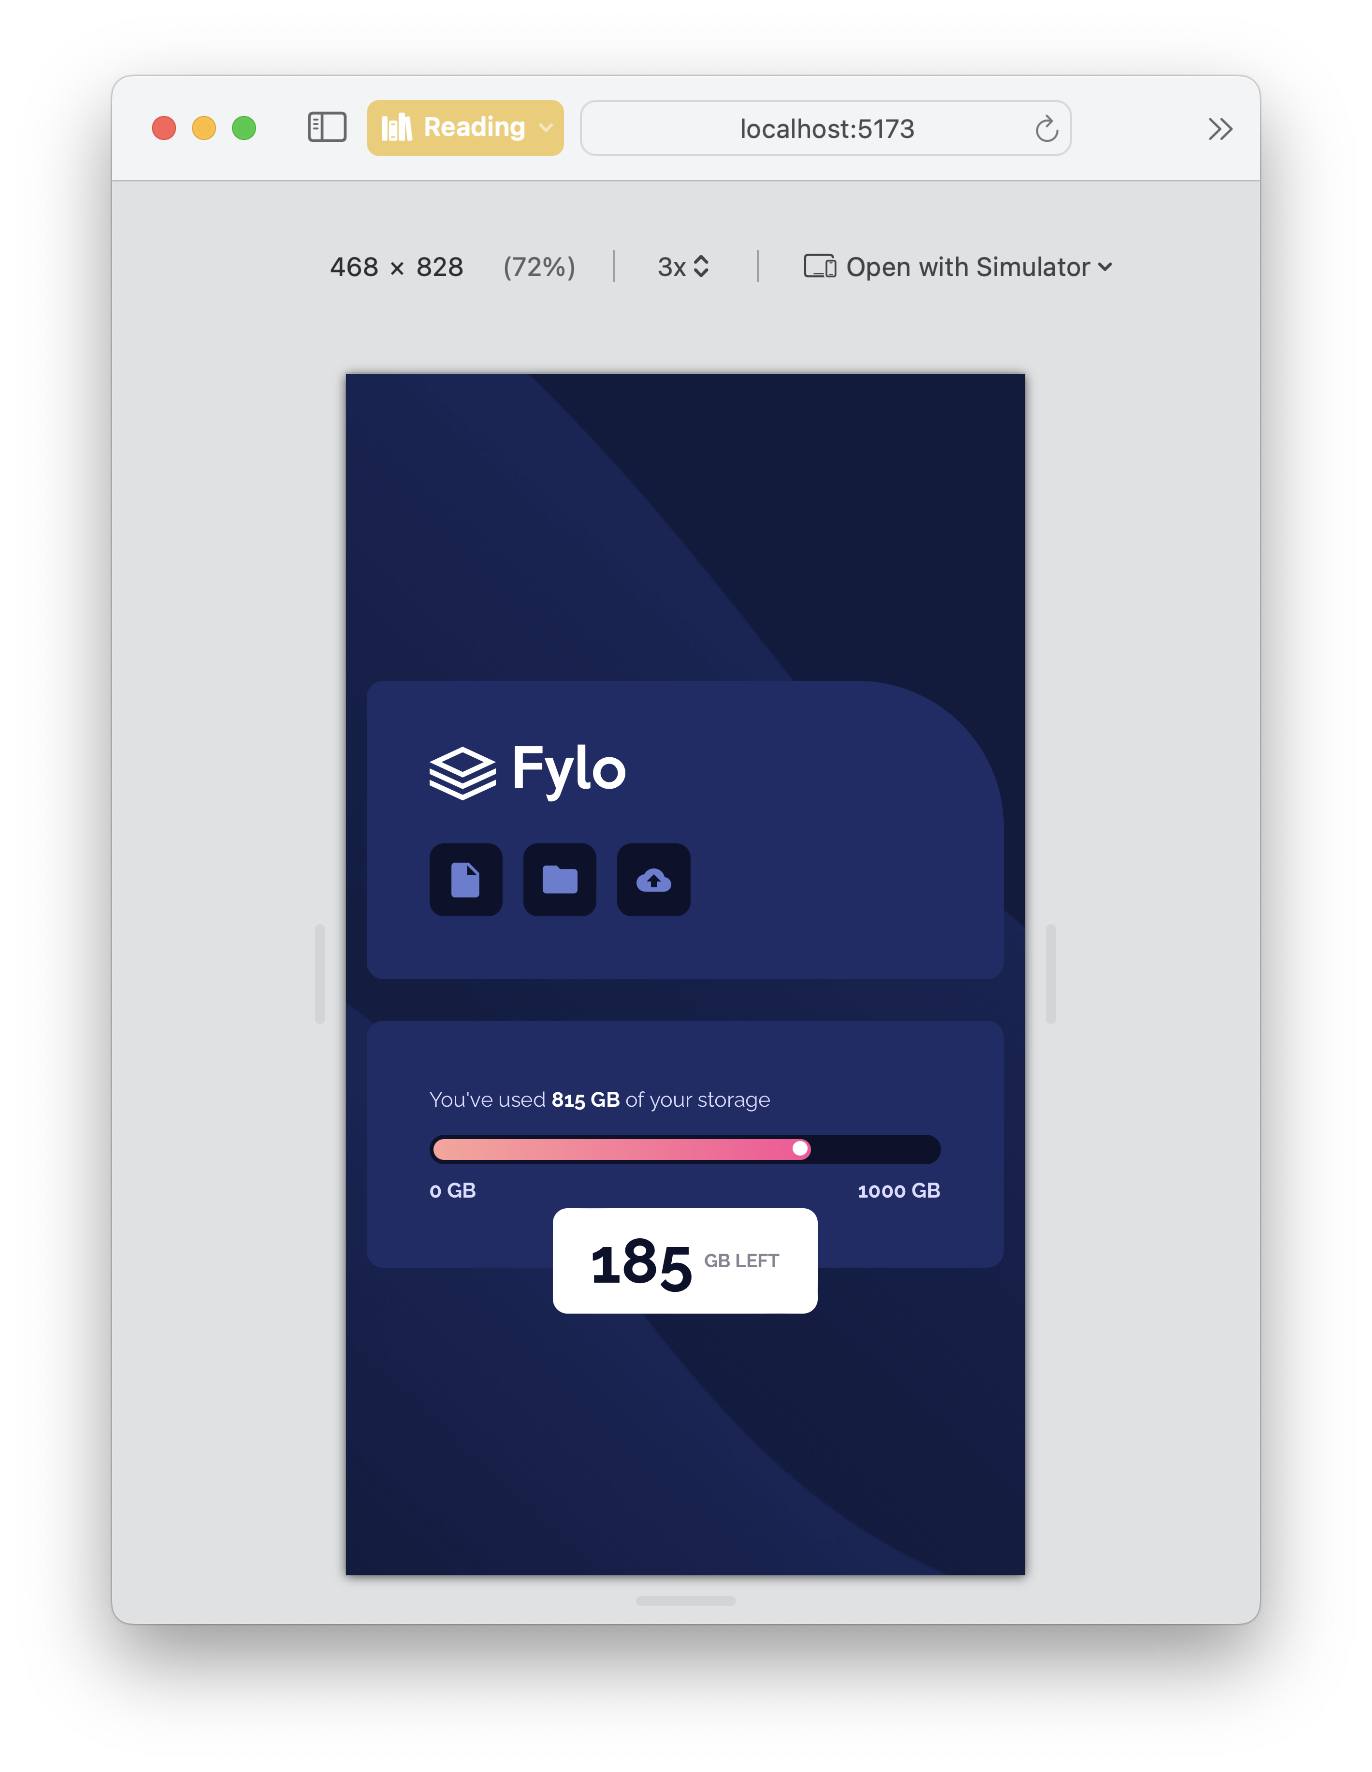 Reading
localhost:5173
468 × 828 (72%) 3x Open with Simulator
Fylo
You've used 815 GB of your storage
0 GB 1000 GB
185 GB LEFT